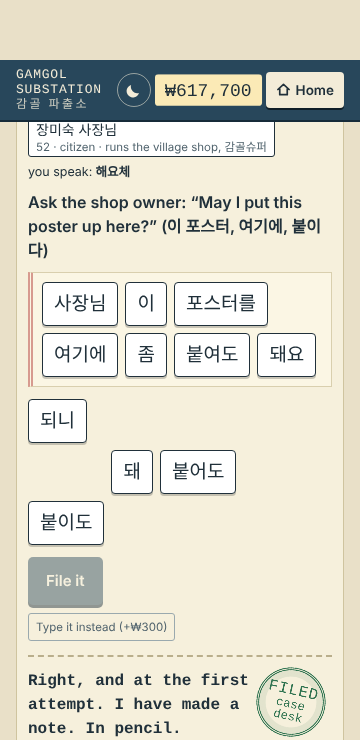 GAMGOL
SUBSTATION
감골 파출소
₩617,700
Home
장미숙 사장님
52 · citizen · runs the village shop, 감골슈퍼
you speak: 해요체
Ask the shop owner: “May I put this
poster up here?” (이 포스터, 여기에, 붙이
다)
사장님 이 포스터를
여기에 좀 붙여도 돼요
되니
돼 붙어도
붙이도
File it
Type it instead (+₩300)
Right, and at the first
attempt. I have made a
note. In pencil.
FILED
case
desk